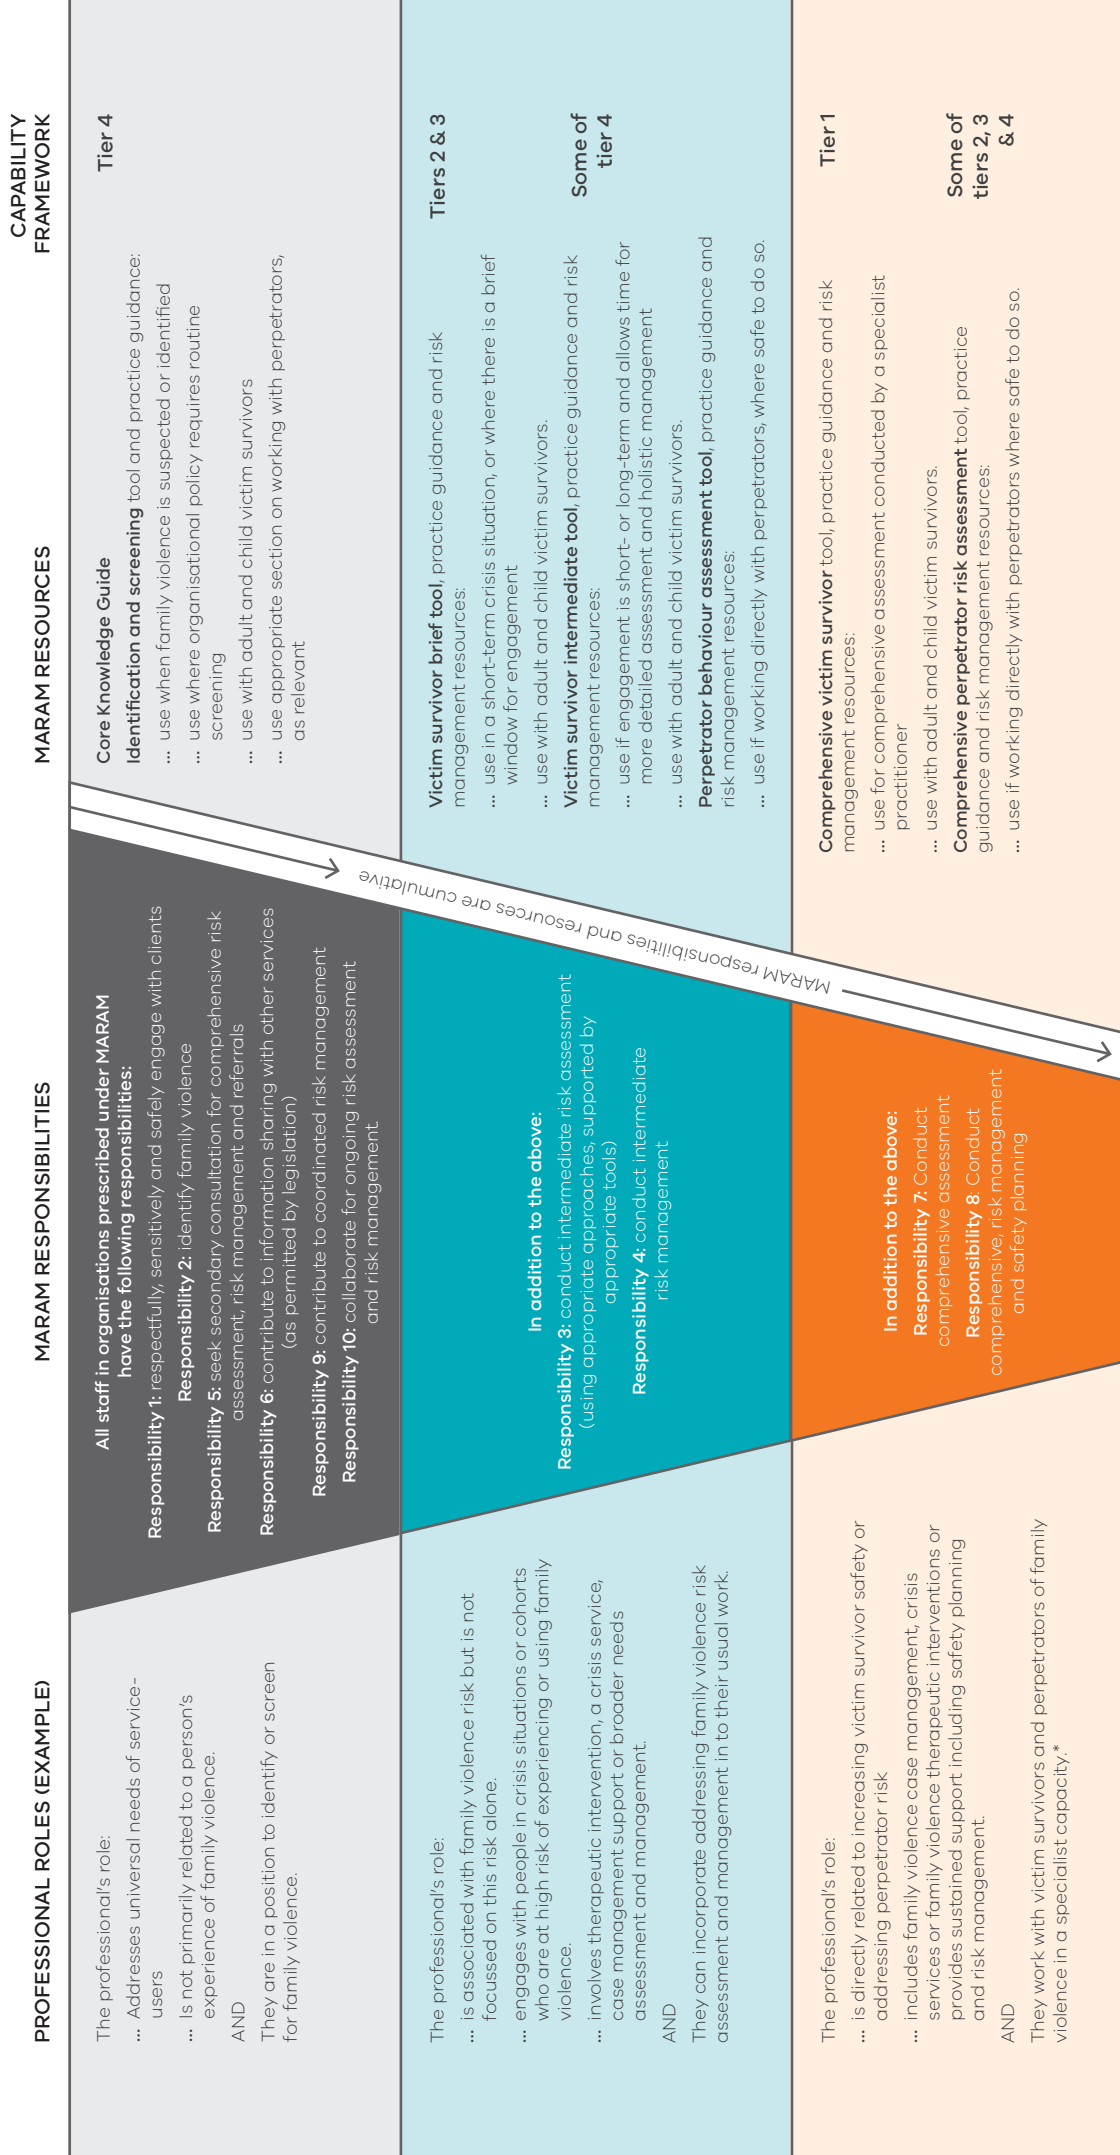 PROFESSIONAL ROLES (EXAMPLE)
MARAM RESPONSIBILITIES
MARAM RESOURCES
CAPABILITY
FRAMEWORK
The professional's role:
... Addresses universal needs of service-
users
... Is not primarily related to a person's
experience of family violence.
AND
They are in a position to identify or screen
for family violence.
All staff in organisations prescribed under MARAM
have the following responsibilities:
Responsibility 1: respectfully, sensitively and safely engage with clients
Responsibility 2: identify family violence
Responsibility 5: seek secondary consultation for comprehensive risk
assessment, risk management and referrals
Responsibility 6: contribute to information sharing with other services
(as permitted by legislation)
Responsibility 9: contribute to coordinated risk management
Responsibility 10: collaborate for ongoing risk assessment
and risk management.
Core Knowledge Guide
Identification and screening tool and practice guidance:
... use when family violence is suspected or identified
... use where organisational policy requires routine
screening
... use with adult and child victim survivors
... use appropriate section on working with perpetrators,
as relevant
Tier 4
MARAM responsibilities and resources are cumulative
The professional's role:
... is associated with family violence risk but is not
focussed on this risk alone.
... engages with people in crisis situations or cohorts
who are at high risk of experiencing or using family
violence.
... involves therapeutic intervention, a crisis service,
case management support or broader needs
assessment and management.
AND
They can incorporate addressing family violence risk
assessment and management in to their usual work.
In addition to the above:
Responsibility 3: conduct intermediate risk assessment
(using appropriate approaches, supported by
appropriate tools)
Responsibility 4: conduct intermediate
risk management
Victim survivor brief tool, practice guidance and risk
management resources:
... use in a short-term crisis situation, or where there is a brief
window for engagement
... use with adult and child victim survivors.
Victim survivor intermediate tool, practice guidance and risk
management resources:
... use if engagement is short- or long-term and allows time for
more detailed assessment and holistic management
... use with adult and child victim survivors.
Perpetrator behaviour assessment tool, practice guidance and
risk management resources:
... use if working directly with perpetrators, where safe to do so.
Tiers 2 & 3
Some of
tier 4
The professional's role:
... is directly related to increasing victim survivor safety or
addressing perpetrator risk
... includes family violence case management, crisis
services or family violence therapeutic interventions or
provides sustained support including safety planning
and risk management.
AND
They work with victim survivors and perpetrators of family
violence in a specialist capacity.*
In addition to the above:
Responsibility 7: Conduct
comprehensive assessment
Responsibility 8: Conduct
comprehensive, risk management
and safety planning
Comprehensive victim survivor tool, practice guidance and risk
management resources:
... use for comprehensive assessment conducted by a specialist
practitioner
... use with adult and child victim survivors.
Comprehensive perpetrator risk assessment tool, practice
guidance and risk management resources:
... use if working directly with perpetrators where safe to do so.
Tier 1
Some of
tiers 2, 3
& 4